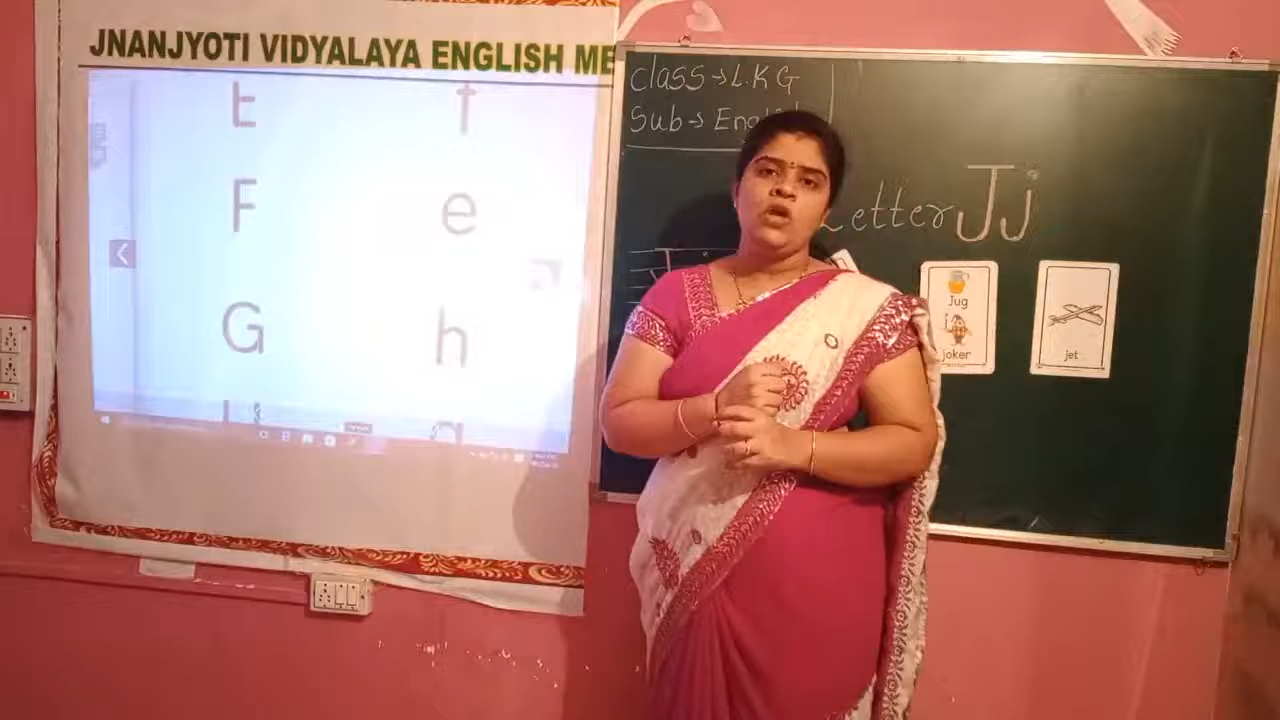 JNANJYOTI VIDYALAYA ENGLISH ME
E f
F e
G h
class → L.K G
Sub → Eng
Letter Jj
Jug
joker
jet